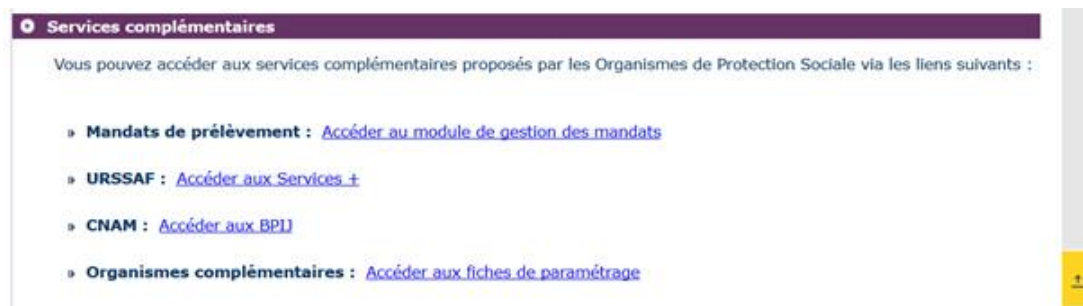 Services complémentaires
Vous pouvez accéder aux services complémentaires proposés par les Organismes de Protection Sociale via les liens suivants :
» Mandats de prélèvement : Accéder au module de gestion des mandats
» URSSAF : Accéder aux Services +
» CNAM : Accéder aux BPIJ
» Organismes complémentaires : Accéder aux fiches de paramétrage